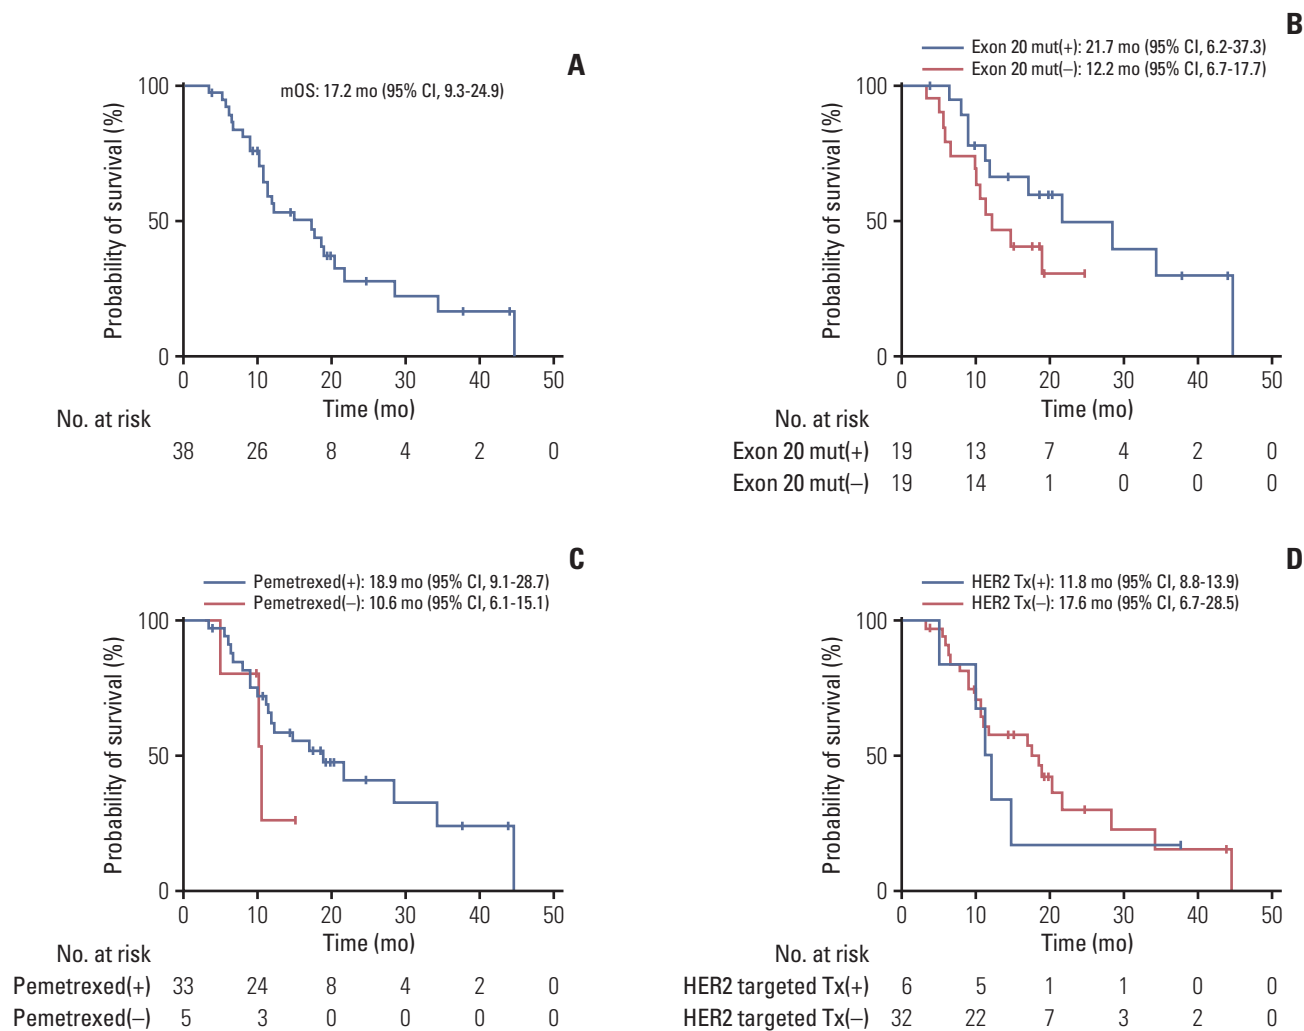 A
mOS: 17.2 mo (95% CI, 9.3-24.9)
Probability of survival (%)
100
50
0
0 10 20 30 40 50
Time (mo)
No. at risk
38 26 8 4 2 0
B
Exon 20 mut(+): 21.7 mo (95% CI, 6.2-37.3)
Exon 20 mut(–): 12.2 mo (95% CI, 6.7-17.7)
Probability of survival (%)
100
50
0
0 10 20 30 40 50
Time (mo)
No. at risk
Exon 20 mut(+) 19 13 7 4 2 0
Exon 20 mut(–) 19 14 1 0 0 0
C
Pemetrexed(+): 18.9 mo (95% CI, 9.1-28.7)
Pemetrexed(–): 10.6 mo (95% CI, 6.1-15.1)
Probability of survival (%)
100
50
0
0 10 20 30 40 50
Time (mo)
No. at risk
Pemetrexed(+) 33 24 8 4 2 0
Pemetrexed(–) 5 3 0 0 0 0
D
HER2 Tx(+): 11.8 mo (95% CI, 8.8-13.9)
HER2 Tx(–): 17.6 mo (95% CI, 6.7-28.5)
Probability of survival (%)
100
50
0
0 10 20 30 40 50
Time (mo)
No. at risk
HER2 targeted Tx(+) 6 5 1 1 0 0
HER2 targeted Tx(–) 32 22 7 3 2 0